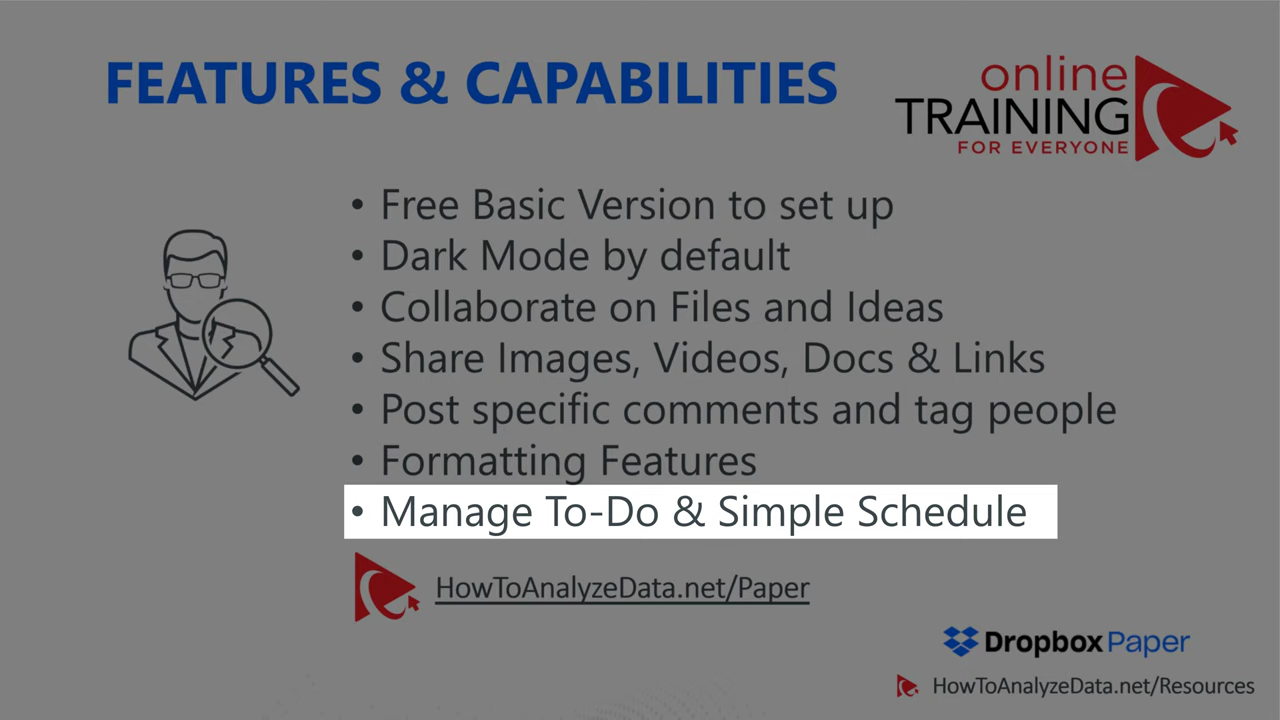 FEATURES & CAPABILITIES
online
TRAINING
FOR EVERYONE
• Free Basic Version to set up
• Dark Mode by default
• Collaborate on Files and Ideas
• Share Images, Videos, Docs & Links
• Post specific comments and tag people
• Formatting Features
• Manage To-Do & Simple Schedule
HowToAnalyzeData.net/Paper
Dropbox Paper
HowToAnalyzeData.net/Resources